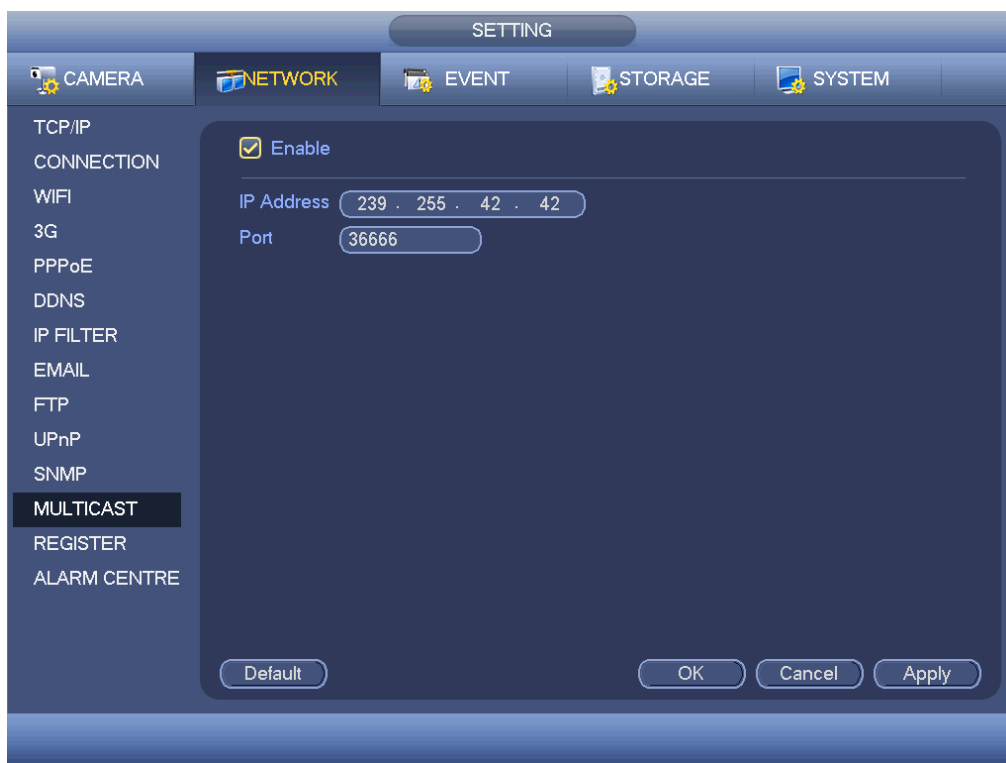 SETTING
CAMERA NETWORK EVENT STORAGE SYSTEM
TCP/IP
CONNECTION
WIFI
3G
PPPoE
DDNS
IP FILTER
EMAIL
FTP
UPnP
SNMP
MULTICAST
REGISTER
ALARM CENTRE
Enable
IP Address 239 . 255 . 42 . 42
Port 36666
Default OK Cancel Apply